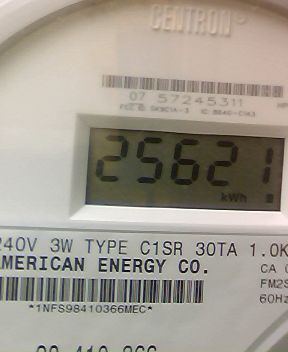 CENTRON®
07 57245311
25621
kWh
240V 3W TYPE C1SR 30TA 1.0K
AMERICAN ENERGY CO. CA 0
FM2S
*1NFS98410366MEC* 60Hz